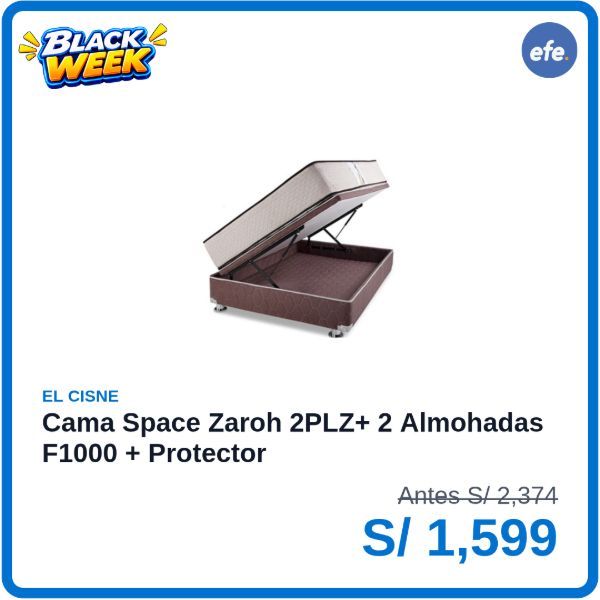 BLACK
WEEK
efe.
EL CISNE
Cama Space Zaroh 2PLZ+ 2 Almohadas
F1000 + Protector
Antes S/ 2,374
S/ 1,599